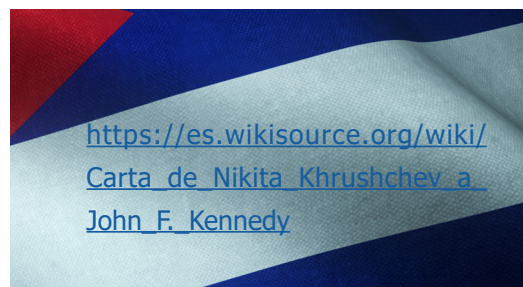 https://es.wikisource.org/wiki/
Carta_de_Nikita_Khrushchev_a_
John_F._Kennedy